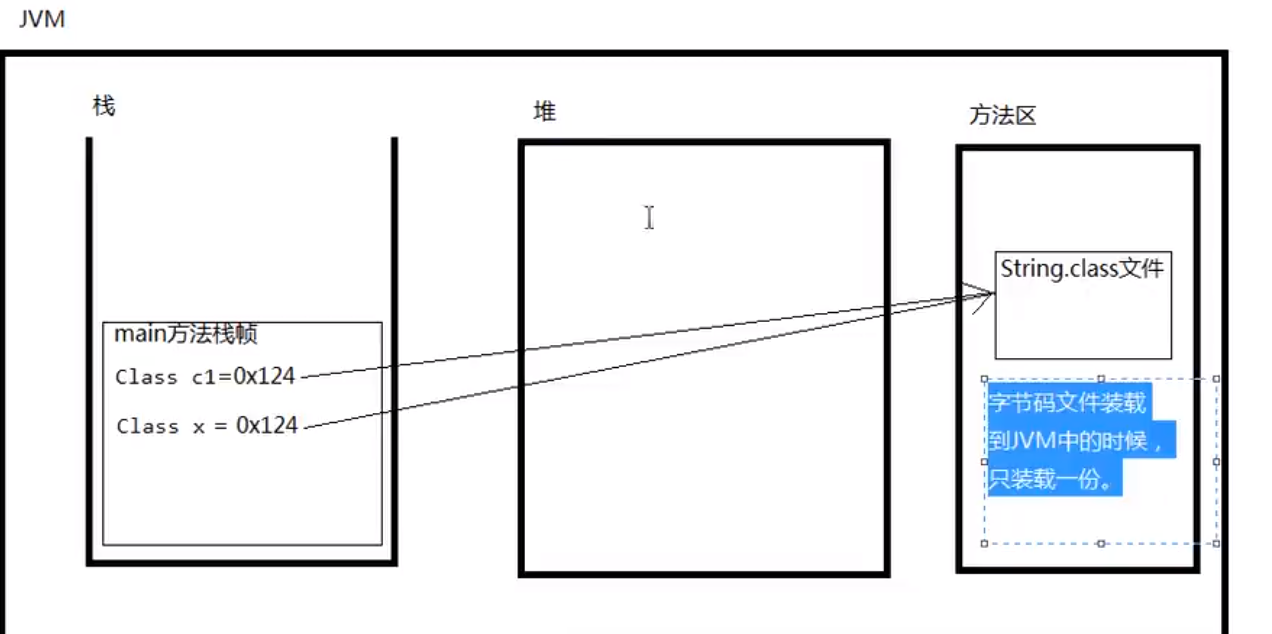 JVM
栈
堆
方法区
String.class文件
main方法栈帧
Class c1=0x124
Class x = 0x124
字节码文件装载
到JVM中的时候，
只装载一份。